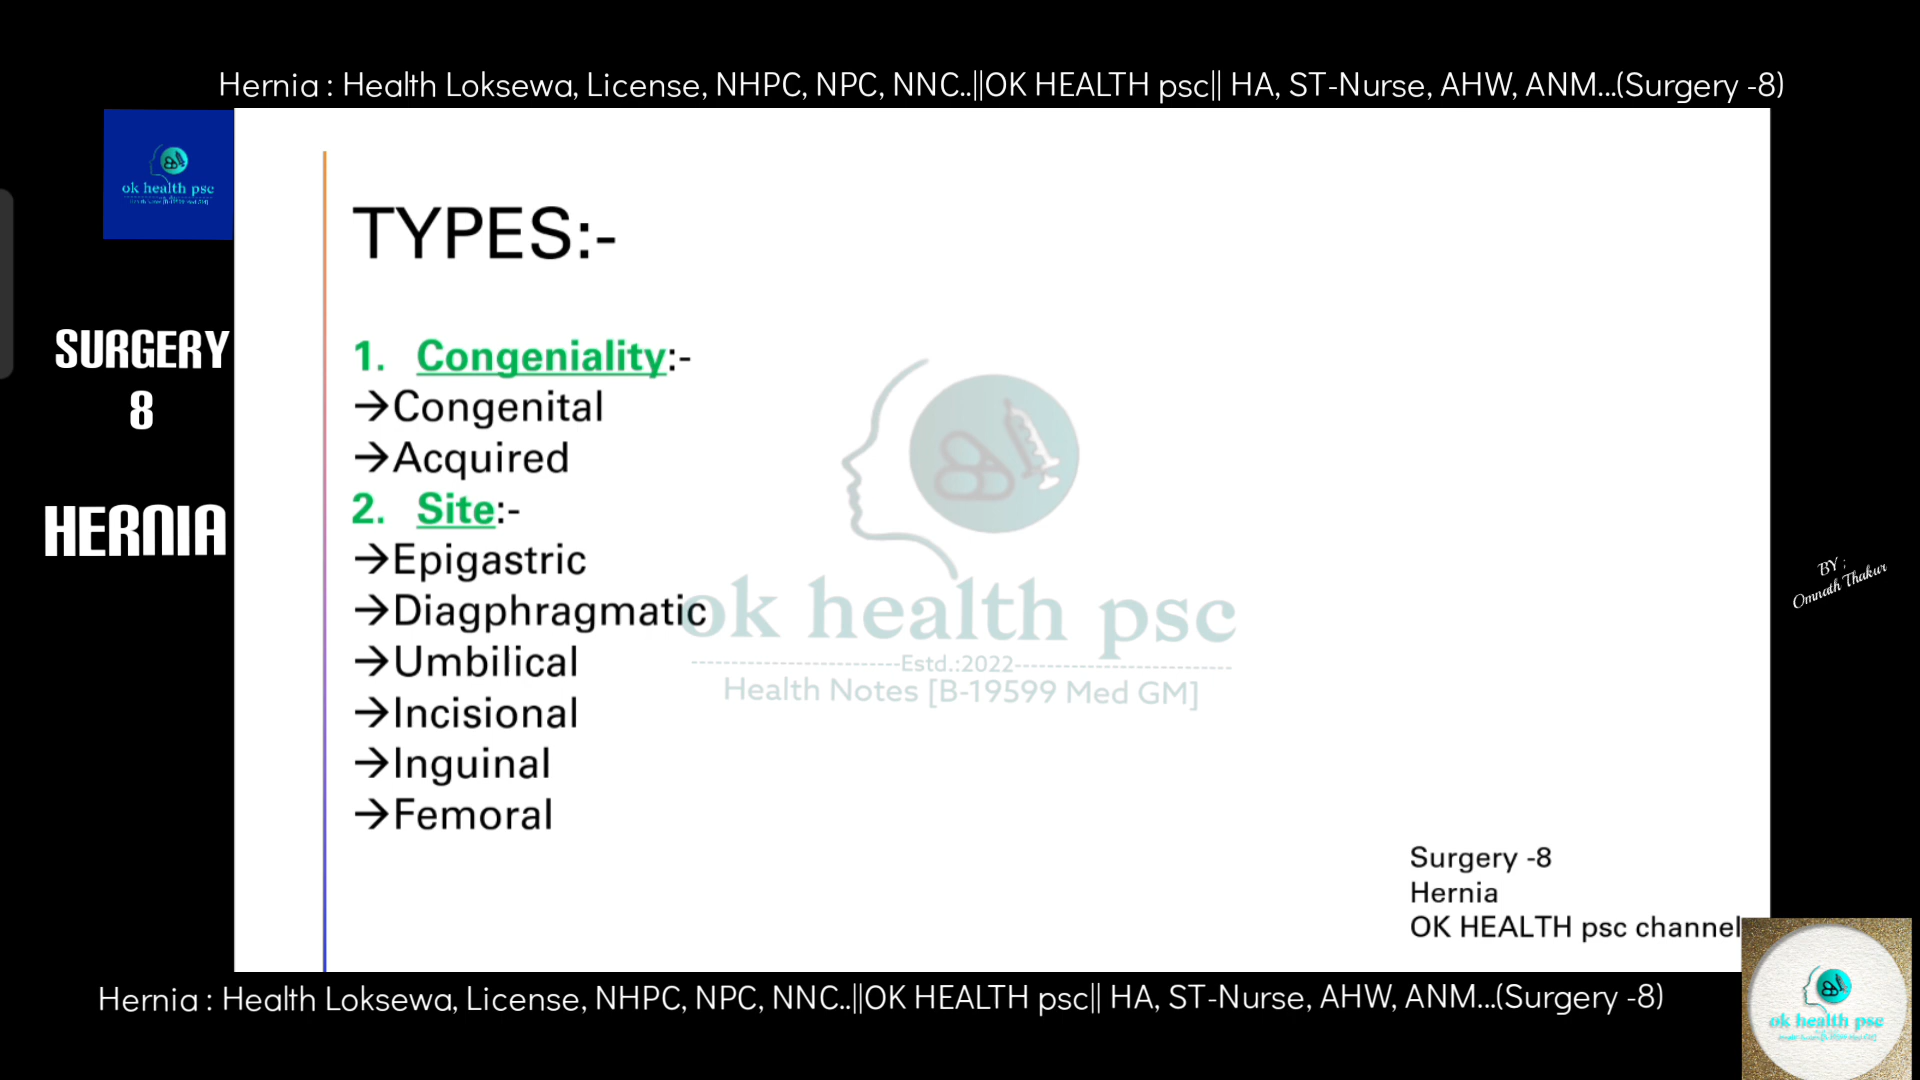 Hernia : Health Loksewa, License, NHPC, NPC, NNC..||OK HEALTH psc|| HA, ST-Nurse, AHW, ANM...(Surgery -8)
ok health psc
SURGERY
8
HERNIA
TYPES:-
1. Congeniality:-
→Congenital
→Acquired
2. Site:-
→Epigastric
→Diagphragmatic
→Umbilical
→Incisional
→Inguinal
→Femoral
ok health psc
Estd.:2022
Health Notes [B-19599 Med GM]
BY :
Omnath Thakur
Surgery -8
Hernia
OK HEALTH psc channel
Hernia : Health Loksewa, License, NHPC, NPC, NNC..||OK HEALTH psc|| HA, ST-Nurse, AHW, ANM...(Surgery -8)
ok health psc